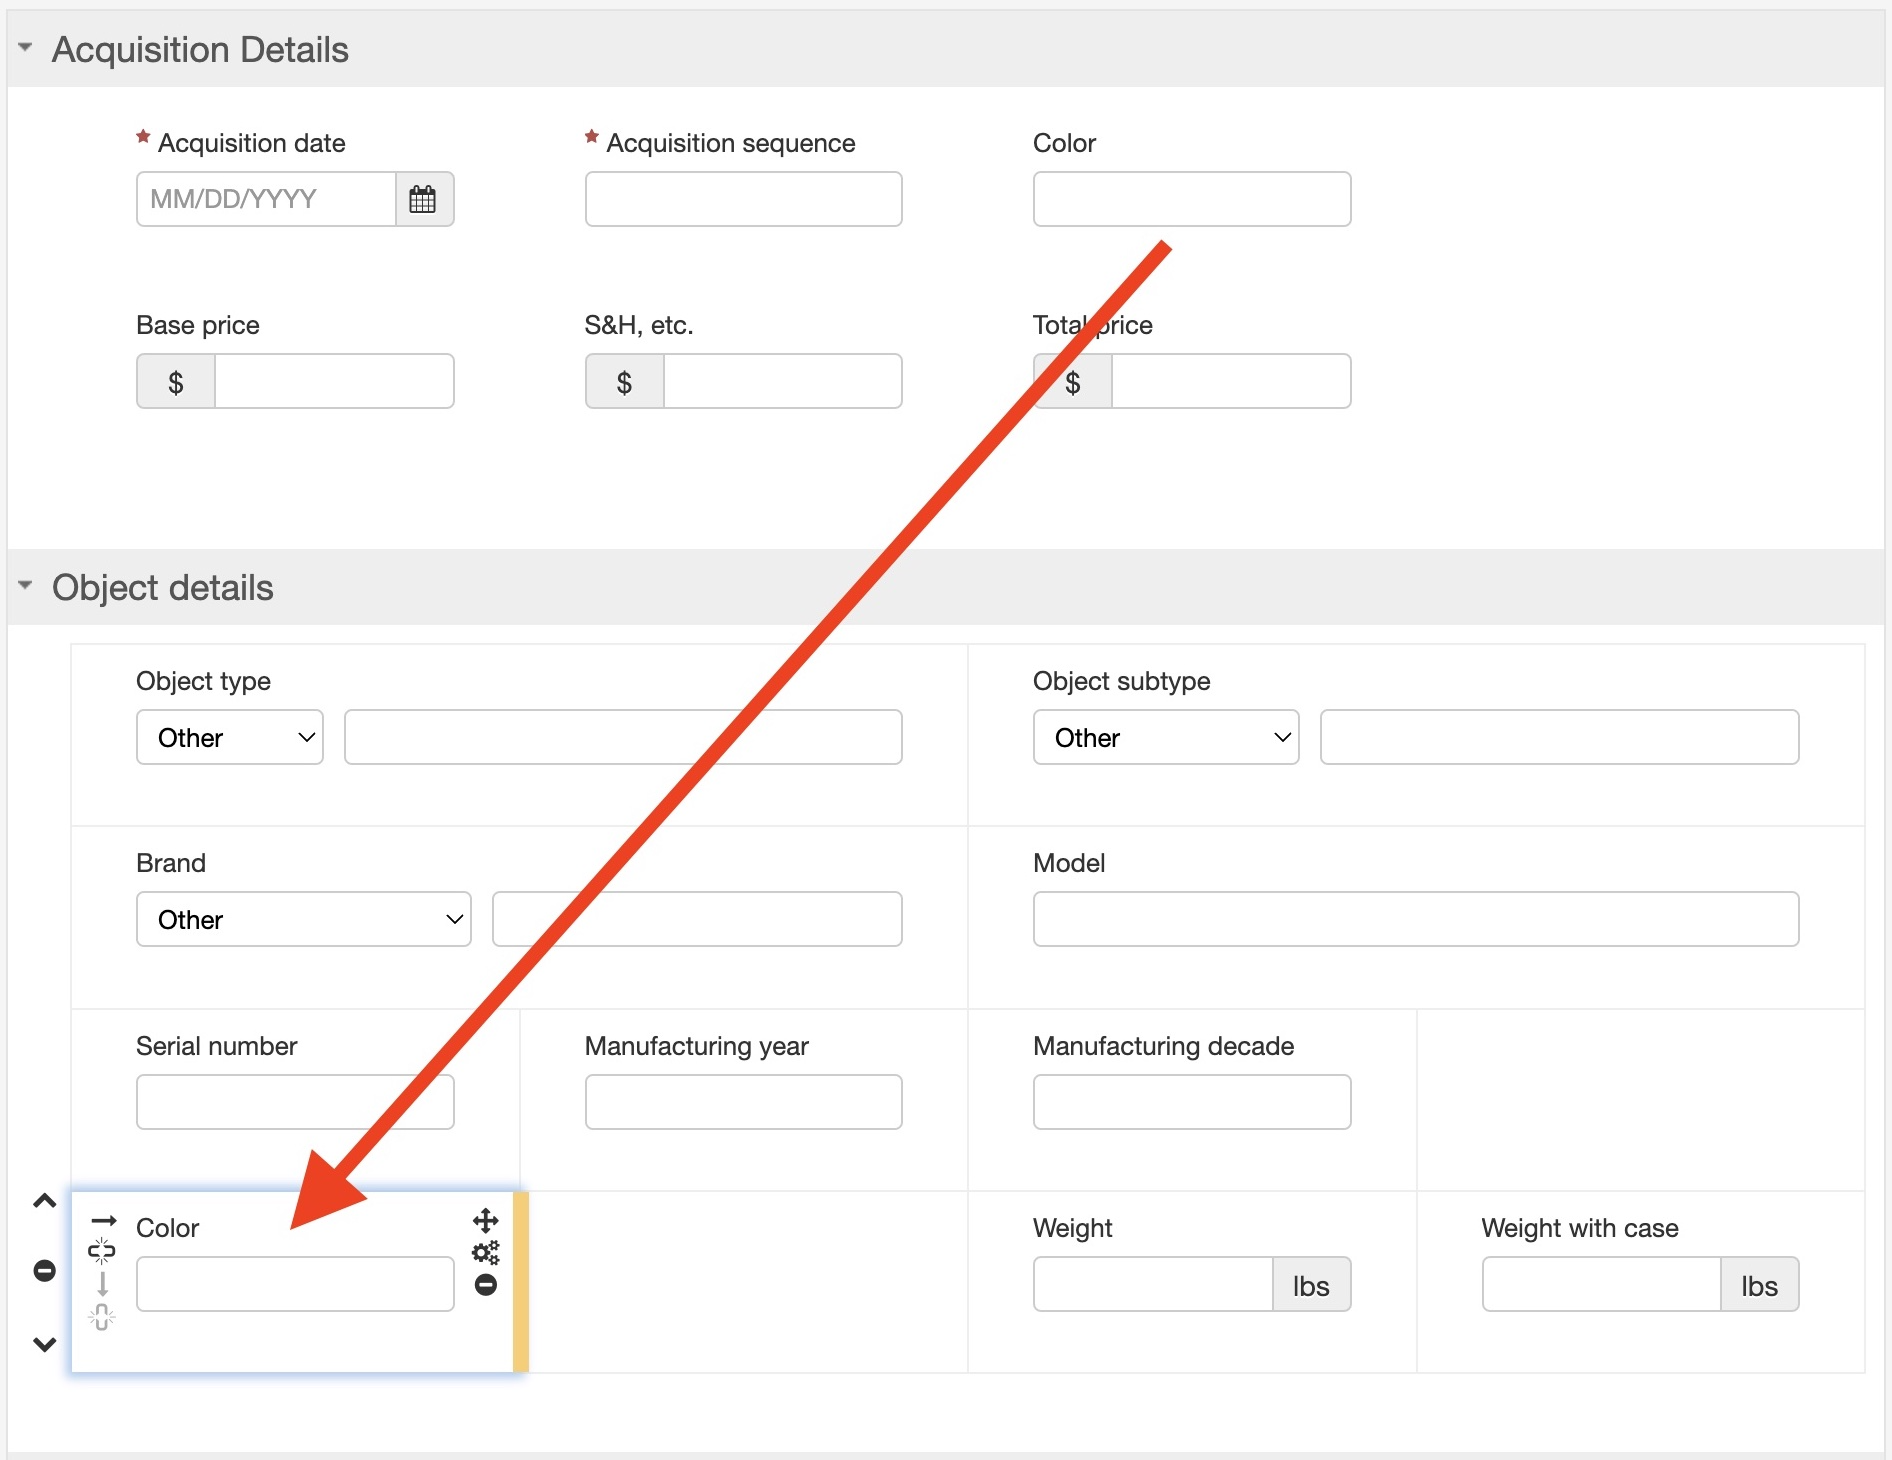 Acquisition Details
* Acquisition date
* Acquisition sequence
Color
MM/DD/YYYY
Base price
S&H, etc.
Total price
$
$
$
Object details
Object type
Object subtype
Other
Other
Brand
Model
Other
Serial number
Manufacturing year
Manufacturing decade
Color
Weight
Weight with case
lbs
lbs